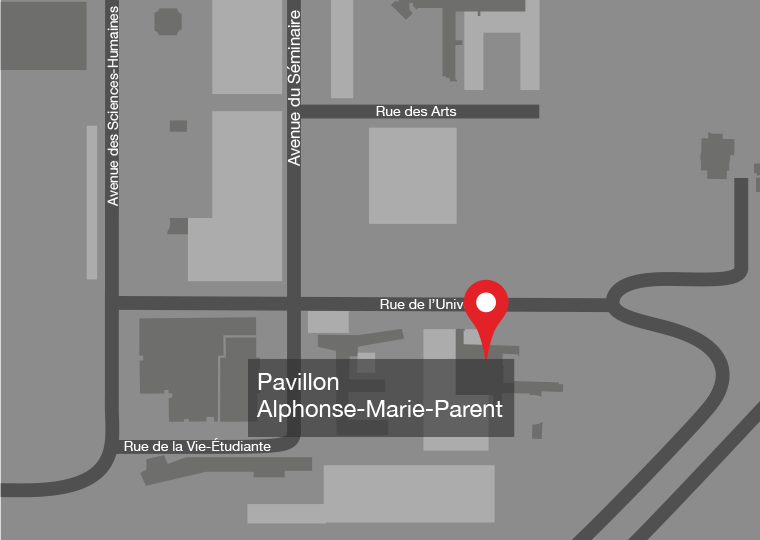 Avenue des Sciences-Humaines
Avenue du Séminaire
Rue des Arts
Rue de l’Univ
Pavillon
Alphonse-Marie-Parent
Rue de la Vie-Étudiante